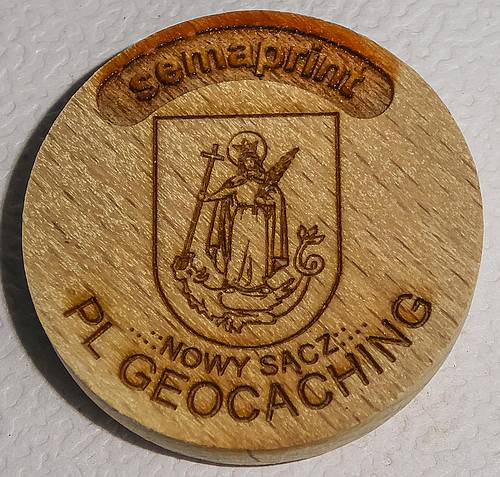 semaprint
.:::NOWY SĄCZ:::.
PL GEOCACHING